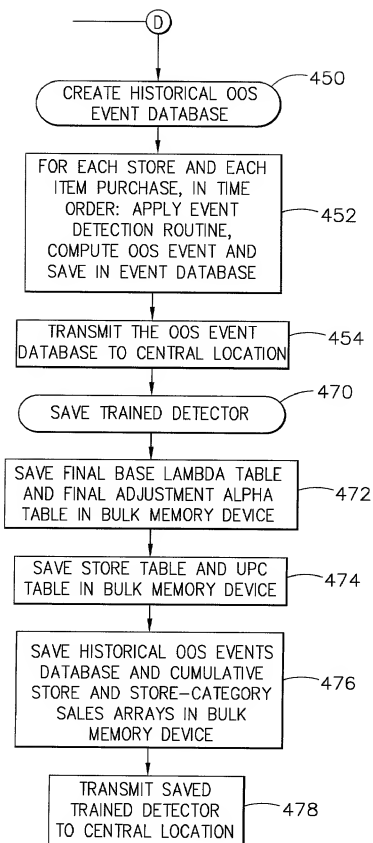 D
CREATE HISTORICAL OOS
EVENT DATABASE
450
FOR EACH STORE AND EACH
ITEM PURCHASE, IN TIME
ORDER: APPLY EVENT
DETECTION ROUTINE,
COMPUTE OOS EVENT AND
SAVE IN EVENT DATABASE
452
TRANSMIT THE OOS EVENT
DATABASE TO CENTRAL LOCATION
454
SAVE TRAINED DETECTOR
470
SAVE FINAL BASE LAMBDA TABLE
AND FINAL ADJUSTMENT ALPHA
TABLE IN BULK MEMORY DEVICE
472
SAVE STORE TABLE AND UPC
TABLE IN BULK MEMORY DEVICE
474
SAVE HISTORICAL OOS EVENTS
DATABASE AND CUMULATIVE
STORE AND STORE-CATEGORY
SALES ARRAYS IN BULK
MEMORY DEVICE
476
TRANSMIT SAVED
TRAINED DETECTOR
TO CENTRAL LOCATION
478